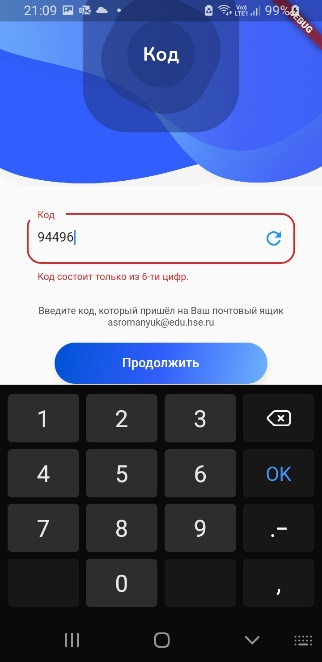 21:09
Vo)) LTE1
99%
DEBUG
Код
Код
94496
Код состоит только из 6-ти цифр.
Введите код, который пришёл на Ваш почтовый ящик
asromanyuk@edu.hse.ru
Продолжить
1 2 3
4 5 6 OK
7 8 9 .-
0 ,